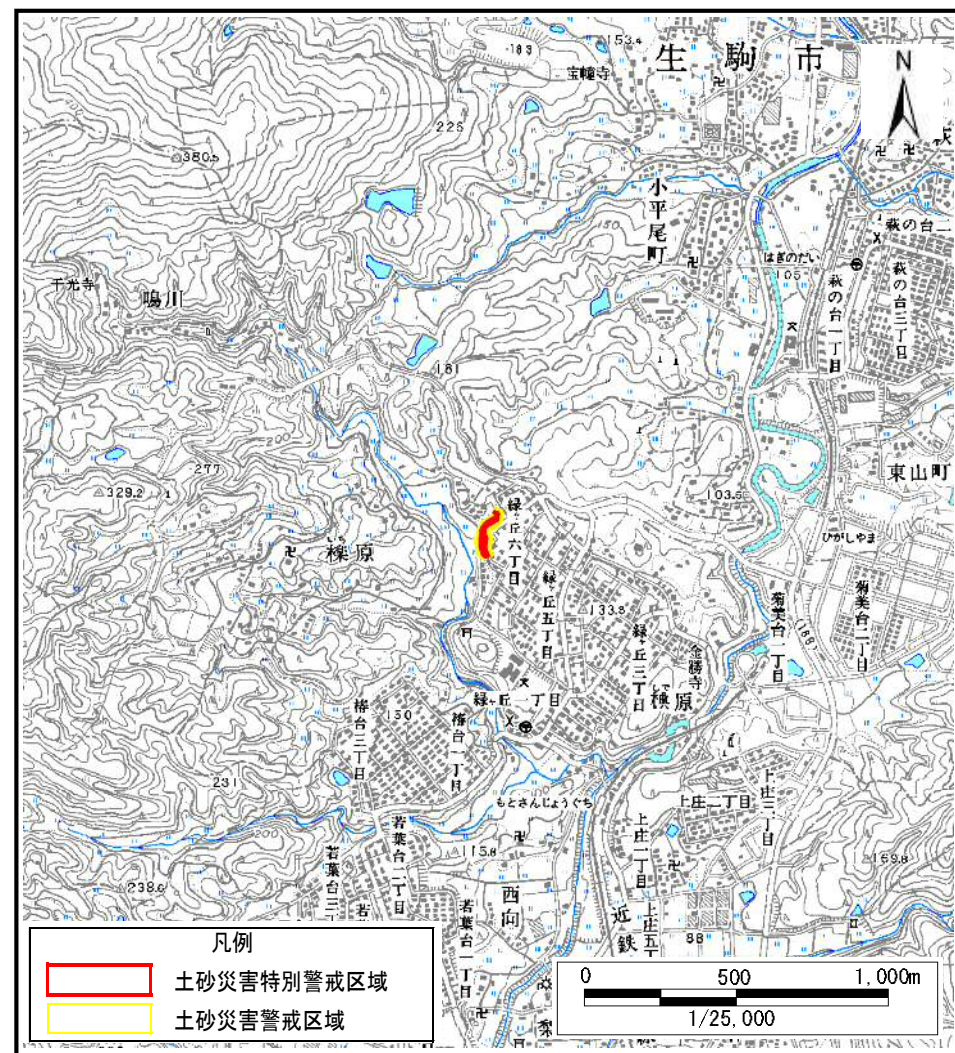 183
153.4
宝幢寺
生駒市
N
226
380.5
小平尾町
150
萩の台二
はぎのだい
105
千光寺
鳴川
萩の台一丁目
萩の台三丁目
181
200
277
329.2
103.5
東山町
緑ヶ丘六丁目
いち
櫟原
ひがしやま
緑ヶ丘五丁目
133.8
菊美台一丁目
菊美台二丁目
(168)
緑ヶ丘三丁目
金勝寺
緑ヶ丘一丁目
椿台三丁目
150
椿台一丁目
231
もとさんじょうぐち
上庄二丁目
上庄三丁目
200
若葉台二丁目
115.8
上庄一丁目
169.8
238.6
若葉台三
西向
若葉台一丁目
近鉄
上庄五丁
88
凡例
土砂災害特別警戒区域
土砂災害警戒区域
0 500 1,000m
1/25,000